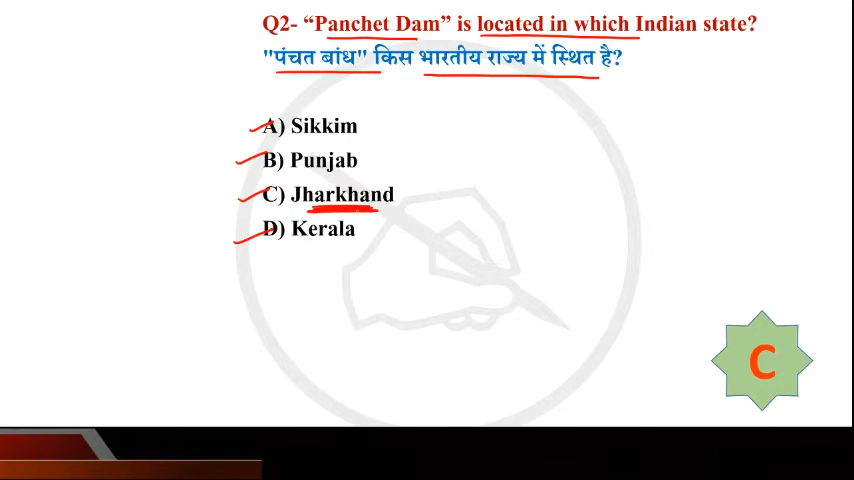 Q2- “Panchet Dam” is located in which Indian state?
"पंचत बांध" किस भारतीय राज्य में स्थित है?
A) Sikkim
B) Punjab
C) Jharkhand
D) Kerala
C